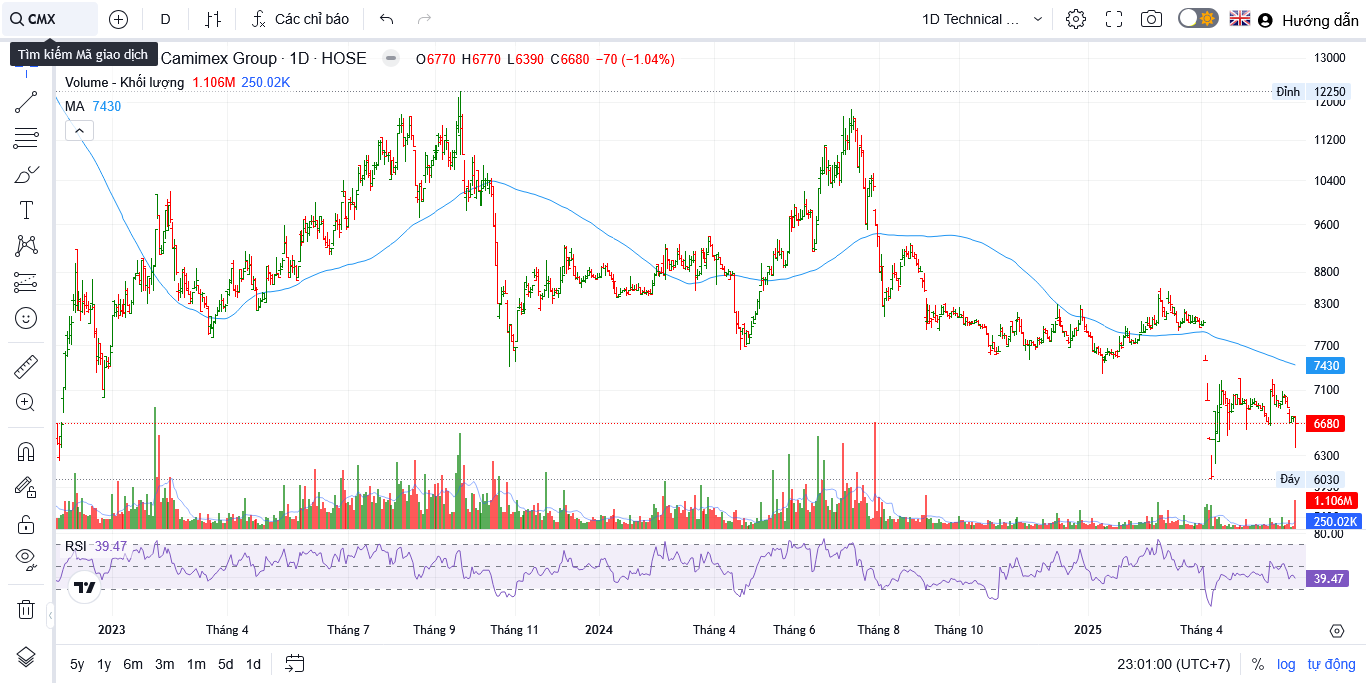 CMX D Các chỉ báo 1D Technical ... Hướng dẫn
Tìm kiếm Mã giao dịch
Camimex Group · 1D · HOSE O6770 H6770 L6390 C6680 −70 (−1.04%)
Volume - Khối lượng 1.106M 250.02K
MA 7430
13000
Đỉnh 12250
12000
11200
10400
9600
8800
8300
7700
7430
7100
6680
6300
Đáy 6030
1.106M
250.02K
80.00
RSI 39.47
39.47
2023 Tháng 4 Tháng 7 Tháng 9 Tháng 11 2024 Tháng 4 Tháng 6 Tháng 8 Tháng 10 2025 Tháng 4
5y 1y 6m 3m 1m 5d 1d 23:01:00 (UTC+7) % log tự động